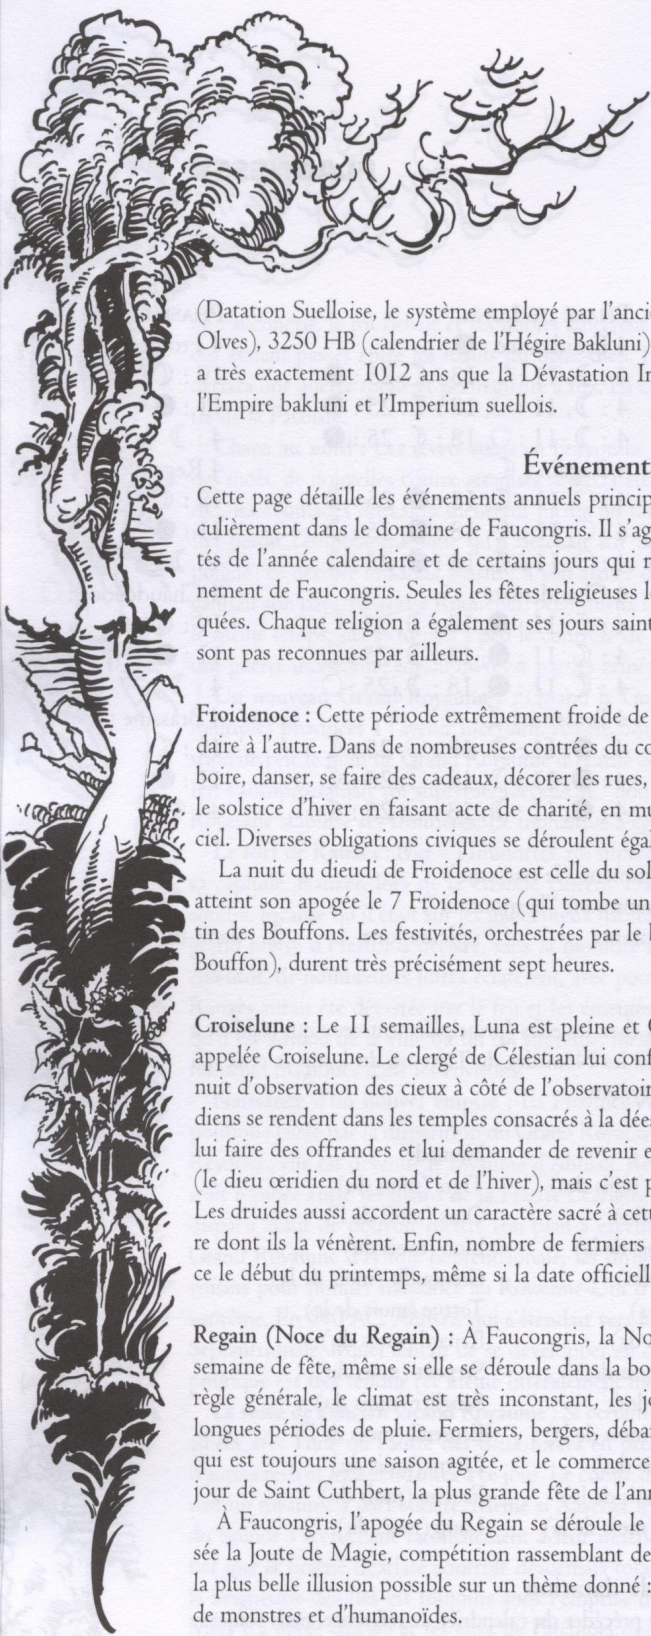 (Datation Suelloise, le système employé par l'anci
Olves), 3250 HB (calendrier de l'Hégire Bakluni)
a très exactement 1012 ans que la Dévastation In
l'Empire bakluni et l'Imperium suellois.
Événement
Cette page détaille les événements annuels princip
culièrement dans le domaine de Faucongris. Il s'ag
tés de l'année calendaire et de certains jours qui r
nement de Faucongris. Seules les fêtes religieuses l
quées. Chaque religion a également ses jours saint
sont pas reconnues par ailleurs.
Froidenoce : Cette période extrêmement froide de
daire à l'autre. Dans de nombreuses contrées du co
boire, danser, se faire des cadeaux, décorer les rues,
le solstice d'hiver en faisant acte de charité, en mu
ciel. Diverses obligations civiques se déroulent égal
La nuit du dieudi de Froidenoce est celle du sol
atteint son apogée le 7 Froidenoce (qui tombe un
tin des Bouffons. Les festivités, orchestrées par le
Bouffon), durent très précisément sept heures.
Croiselune : Le 11 semailles, Luna est pleine et
appelée Croiselune. Le clergé de Célestian lui conf
nuit d'observation des cieux à côté de l'observatoir
diens se rendent dans les temples consacrés à la dées
lui faire des offrandes et lui demander de revenir e
(le dieu œridien du nord et de l'hiver), mais c'est p
Les druides aussi accordent un caractère sacré à cett
re dont ils la vénèrent. Enfin, nombre de fermiers
ce le début du printemps, même si la date officiell
Regain (Noce du Regain) : À Faucongris, la No
semaine de fête, même si elle se déroule dans la bo
règle générale, le climat est très inconstant, les jo
longues périodes de pluie. Fermiers, bergers, débar
qui est toujours une saison agitée, et le commerce
jour de Saint Cuthbert, la plus grande fête de l'ann
À Faucongris, l'apogée du Regain se déroule le
sée la Joute de Magie, compétition rassemblant de
la plus belle illusion possible sur un thème donné :
de monstres et d'humanoïdes.